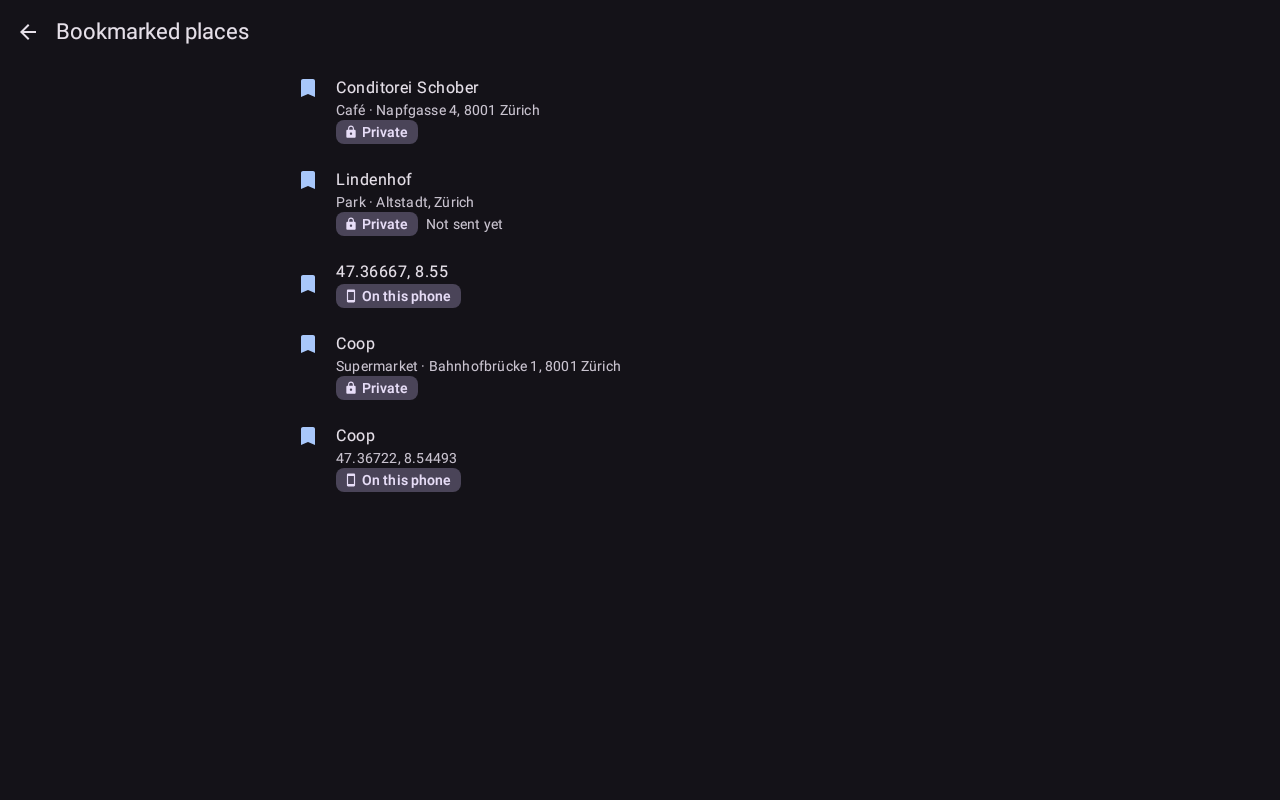 Bookmarked places
Conditorei Schober
Café · Napfgasse 4, 8001 Zürich
Private
Lindenhof
Park · Altstadt, Zürich
Private Not sent yet
47.36667, 8.55
On this phone
Coop
Supermarket · Bahnhofbrücke 1, 8001 Zürich
Private
Coop
47.36722, 8.54493
On this phone